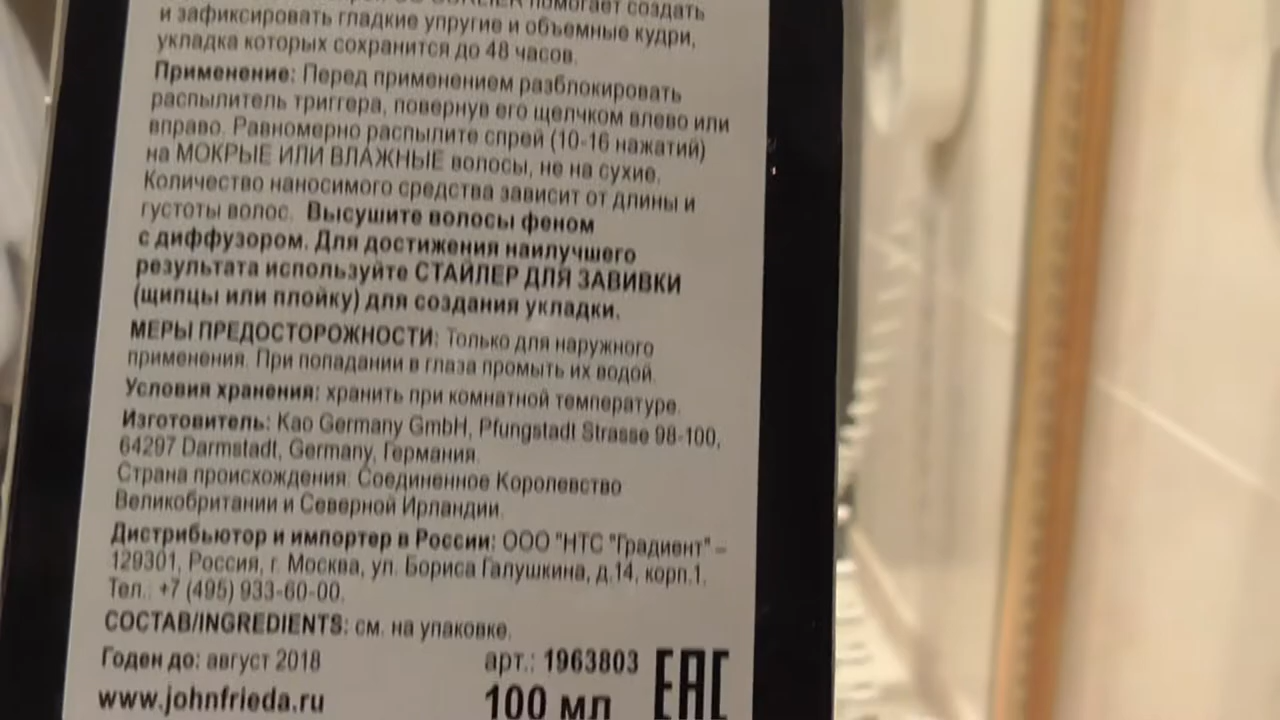 помогает создать
и зафиксировать гладкие упругие и объемные кудри,
укладка которых сохранится до 48 часов.
Применение: Перед применением разблокировать
распылитель триггера, повернув его щелчком влево или
вправо. Равномерно распылите спрей (10-16 нажатий)
на МОКРЫЕ ИЛИ ВЛАЖНЫЕ волосы, не на сухие.
Количество наносимого средства зависит от длины и
густоты волос. Высушите волосы феном
с диффузором. Для достижения наилучшего
результата используйте СТАЙЛЕР ДЛЯ ЗАВИВКИ
(щипцы или плойку) для создания укладки.
МЕРЫ ПРЕДОСТОРОЖНОСТИ: Только для наружного
применения. При попадании в глаза промыть их водой.
Условия хранения: хранить при комнатной температуре.
Изготовитель: Kao Germany GmbH, Pfungstadt Strasse 98-100,
64297 Darmstadt, Germany, Германия.
Страна происхождения: Соединенное Королевство
Великобритании и Северной Ирландии.
Дистрибьютор и импортер в России: ООО "НТС "Градиент" –
129301, Россия, г. Москва, ул. Бориса Галушкина, д.14, корп.1.
Тел.: +7 (495) 933-60-00.
СОСТАВ/INGREDIENTS: см. на упаковке.
Годен до: август 2018 арт.: 1963803 EAC
www.johnfrieda.ru 100 мл